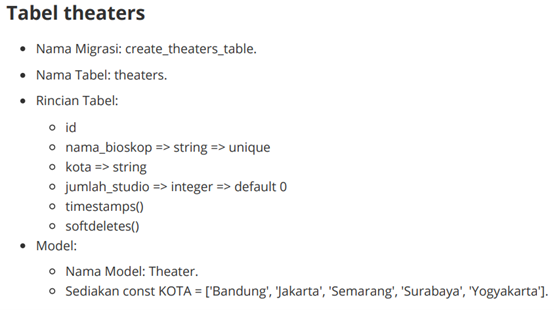 Tabel theaters
• Nama Migrasi: create_theaters_table.
• Nama Tabel: theaters.
• Rincian Tabel:
○ id
○ nama_bioskop => string => unique
○ kota => string
○ jumlah_studio => integer => default 0
○ timestamps()
○ softdeletes()
• Model:
○ Nama Model: Theater.
○ Sediakan const KOTA = ['Bandung', 'Jakarta', 'Semarang', 'Surabaya', 'Yogyakarta'].